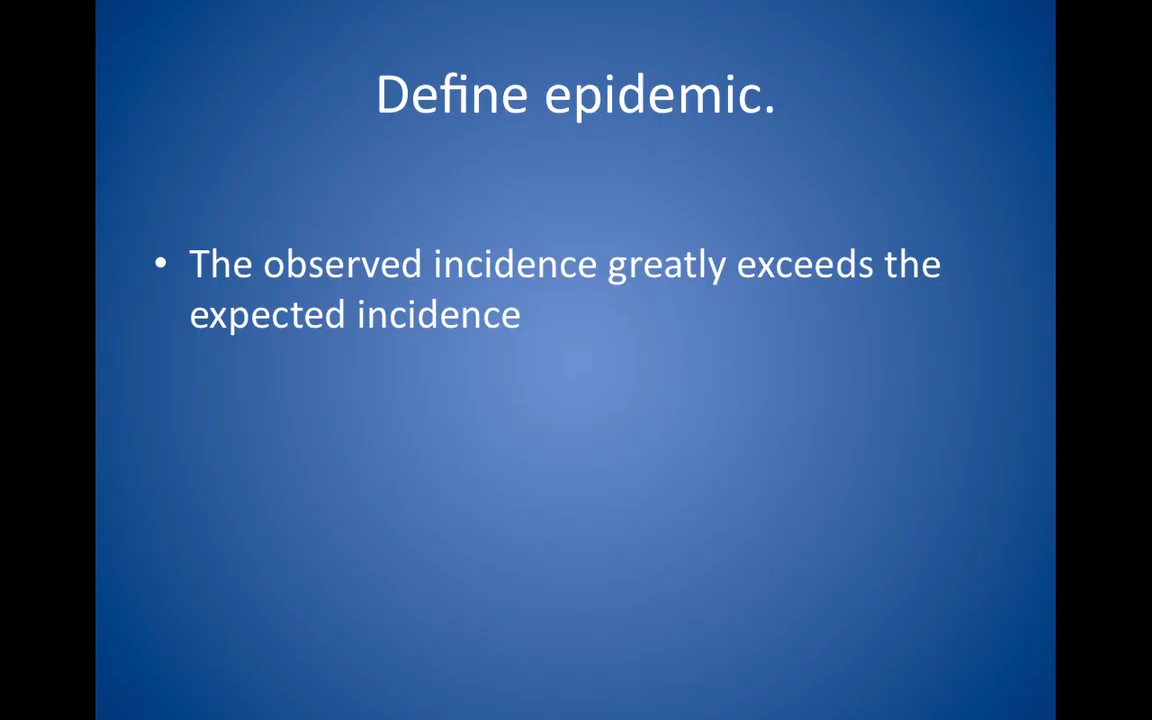 Define epidemic.
• The observed incidence greatly exceeds the
expected incidence